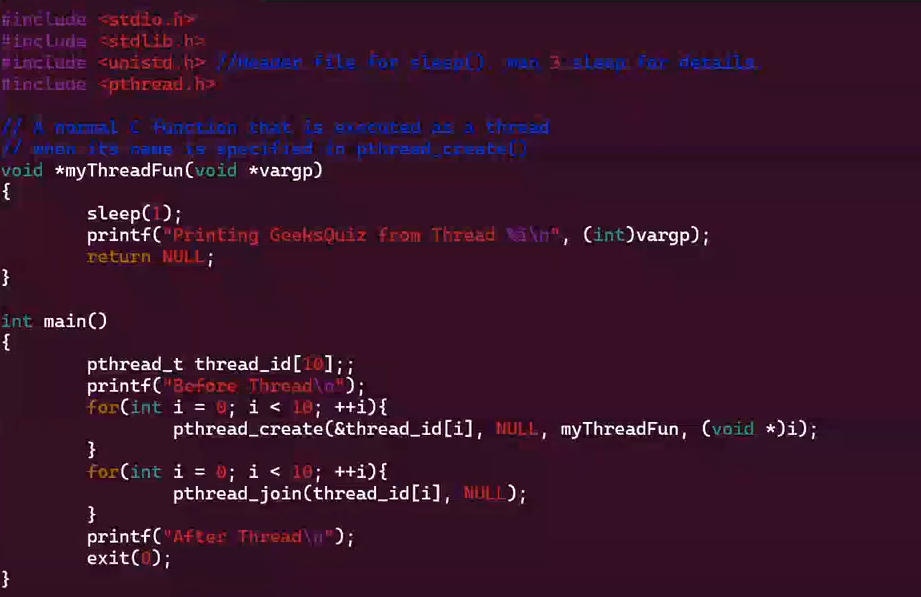 #include <stdio.h>
#include <stdlib.h>
#include <unistd.h> //Header file for sleep(). man 3 sleep for details.
#include <pthread.h>
// A normal C function that is executed as a thread
// when its name is specified in pthread_create()
void *myThreadFun(void *vargp)
{
sleep(1);
printf("Printing GeeksQuiz from Thread %i\n", (int)vargp);
return NULL;
}
int main()
{
pthread_t thread_id[10];;
printf("Before Thread\n");
for(int i = 0; i < 10; ++i){
pthread_create(&thread_id[i], NULL, myThreadFun, (void *)i);
}
for(int i = 0; i < 10; ++i){
pthread_join(thread_id[i], NULL);
}
printf("After Thread\n");
exit(0);
}